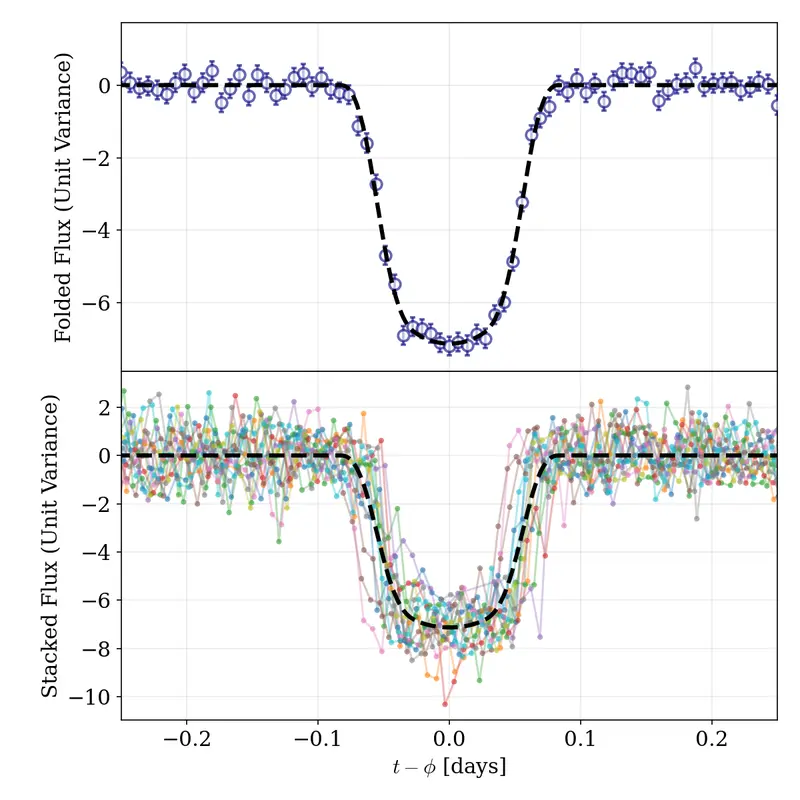 Folded Flux (Unit Variance)
0
−2
−4
−6
Stacked Flux (Unit Variance)
2
0
−2
−4
−6
−8
−10
−0.2 −0.1 0.0 0.1 0.2
t − ϕ [days]